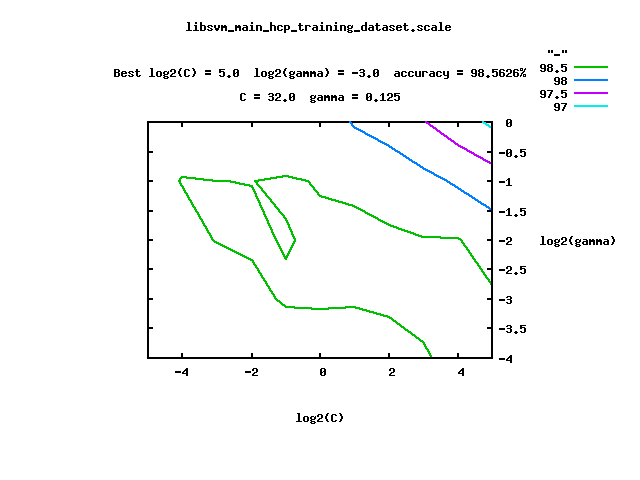 libsvm_main_hcp_training_dataset.scale
"_"
Best log2(C) = 5.0  log2(gamma) = -3.0  accuracy = 98.5626%
98.5
98
C = 32.0  gamma = 0.125
97.5
97
0
-0.5
-1
-1.5
-2
log2(gamma)
-2.5
-3
-3.5
-4
-4 -2 0 2 4
log2(C)